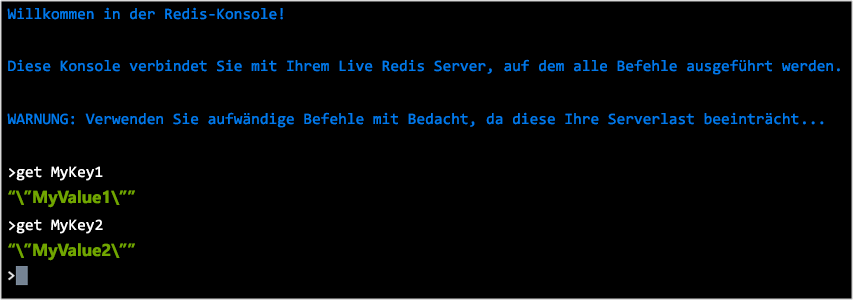 Willkommen in der Redis-Konsole!
Diese Konsole verbindet Sie mit Ihrem Live Redis Server, auf dem alle Befehle ausgeführt werden.
WARNUNG: Verwenden Sie aufwändige Befehle mit Bedacht, da diese Ihre Serverlast beeinträcht...
>get MyKey1
“\”MyValue1\””
>get MyKey2
“\”MyValue2\””
>